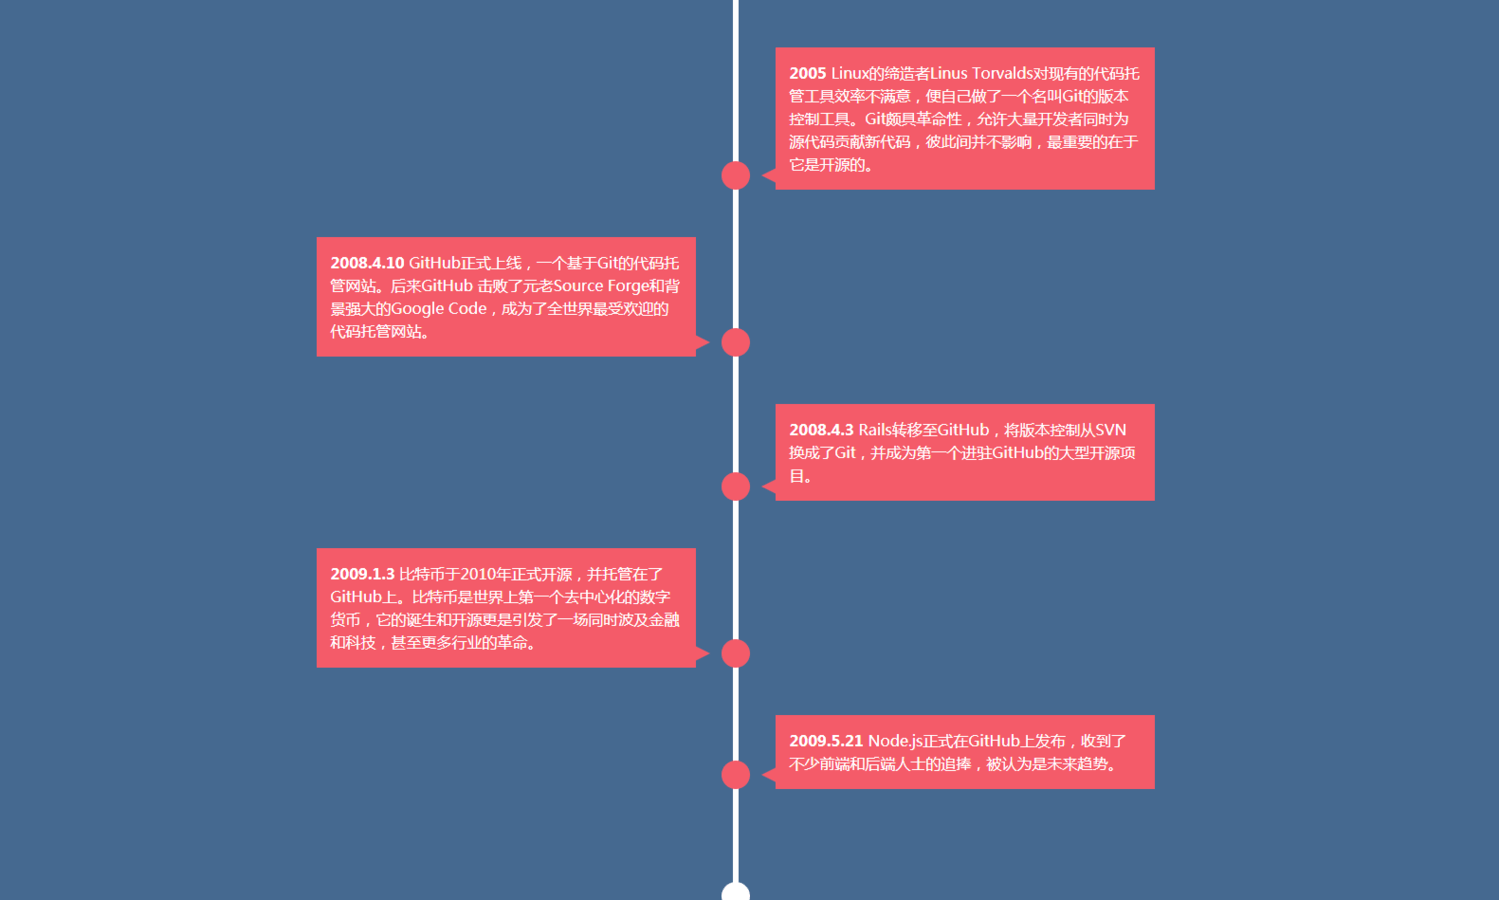 2005 Linux的缔造者Linus Torvalds对现有的代码托
管工具效率不满意，便自己做了一个名叫Git的版本
控制工具。Git颇具革命性，允许大量开发者同时为
源代码贡献新代码，彼此间并不影响，最重要的在于
它是开源的。
2008.4.10 GitHub正式上线，一个基于Git的代码托
管网站。后来GitHub 击败了元老Source Forge和背
景强大的Google Code，成为了全世界最受欢迎的
代码托管网站。
2008.4.3 Rails转移至GitHub，将版本控制从SVN
换成了Git，并成为第一个进驻GitHub的大型开源项
目。
2009.1.3 比特币于2010年正式开源，并托管在了
GitHub上。比特币是世界上第一个去中心化的数字
货币，它的诞生和开源更是引发了一场同时波及金融
和科技，甚至更多行业的革命。
2009.5.21 Node.js正式在GitHub上发布，收到了
不少前端和后端人士的追捧，被认为是未来趋势。